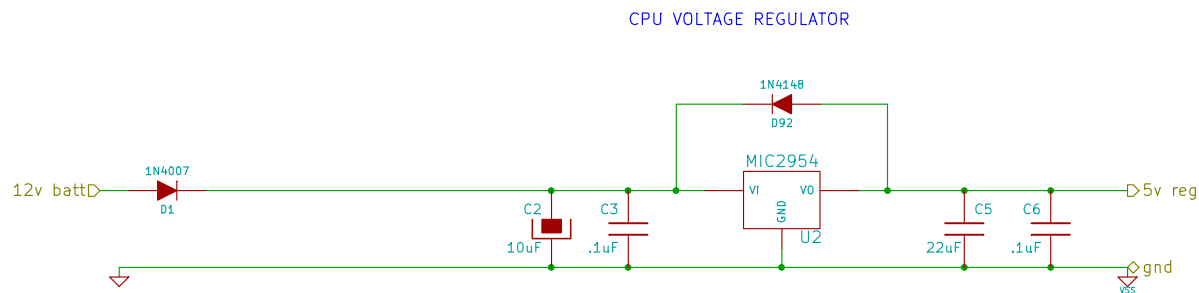 CPU VOLTAGE REGULATOR
1N4148
D92
1N4007
MIC2954
12v batt
VI
VO
5v reg
D1
GND
C2
C3
C5
C6
U2
10uF
.1uF
22uF
.1uF
gnd
VSS